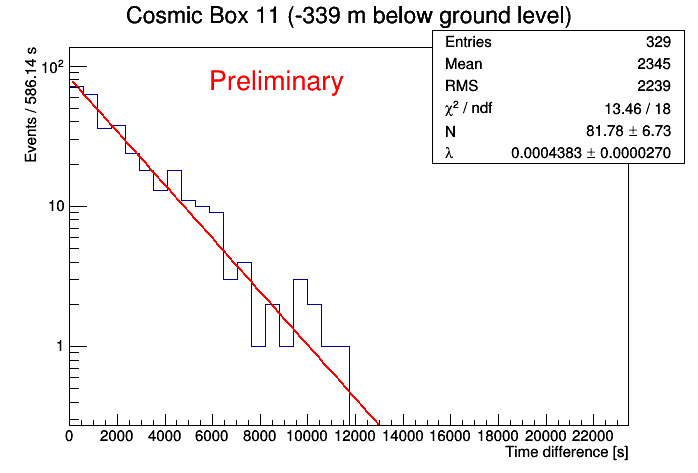 Cosmic Box 11 (-339 m below ground level)
Entries 329
Mean 2345
RMS 2239
χ² / ndf 13.46 / 18
N 81.78 ± 6.73
λ 0.0004383 ± 0.0000270
Preliminary
Events / 586.14 s
10²
10
1
0 2000 4000 6000 8000 10000 12000 14000 16000 18000 20000 22000
Time difference [s]